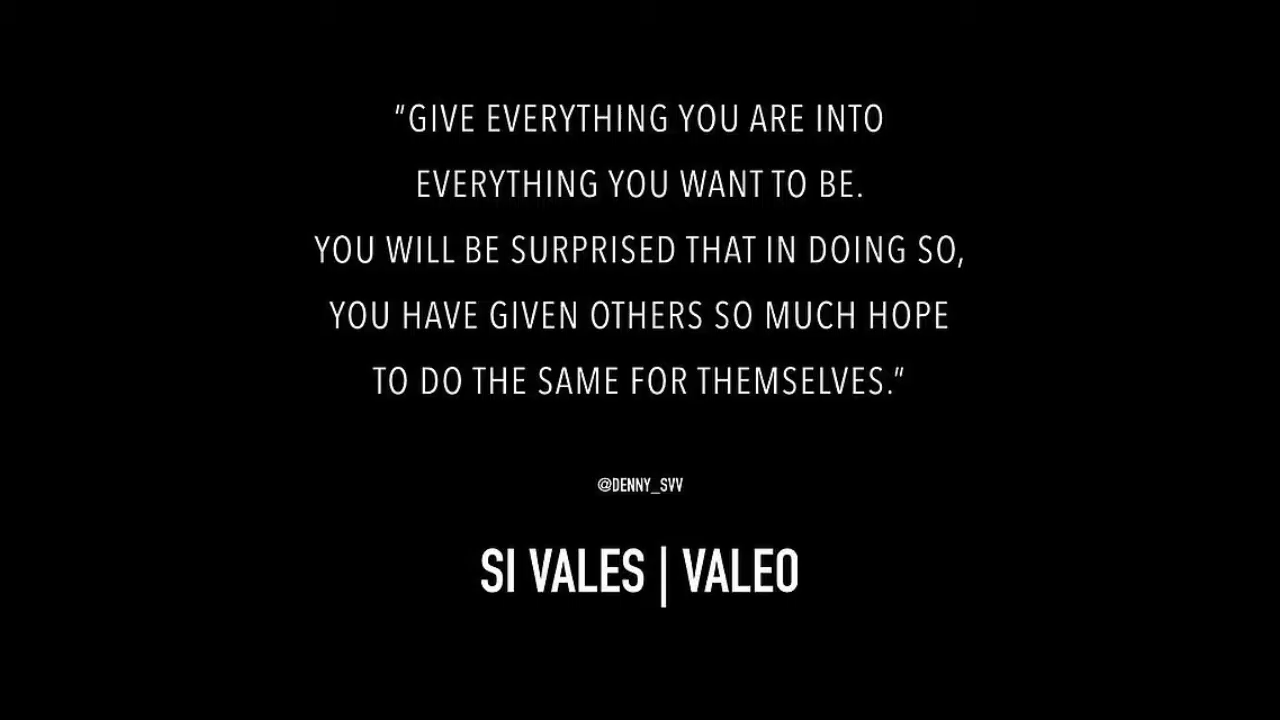 "GIVE EVERYTHING YOU ARE INTO
EVERYTHING YOU WANT TO BE.
YOU WILL BE SURPRISED THAT IN DOING SO,
YOU HAVE GIVEN OTHERS SO MUCH HOPE
TO DO THE SAME FOR THEMSELVES."
@DENNY_SVV
SI VALES | VALEO